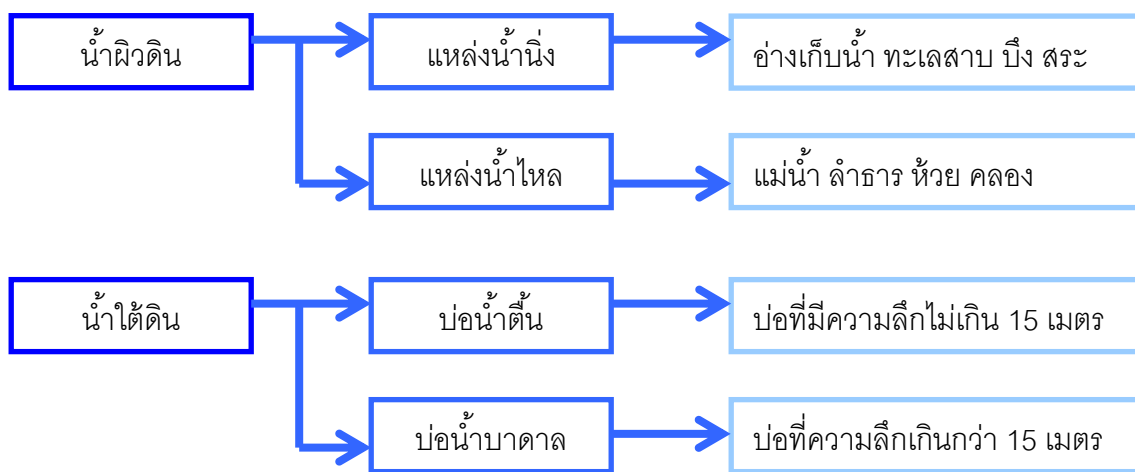 น้ำผิวดิน
แหล่งน้ำนิ่ง
อ่างเก็บน้ำ ทะเลสาบ บึง สระ
แหล่งน้ำไหล
แม่น้ำ ลำธาร ห้วย คลอง
น้ำใต้ดิน
บ่อน้ำตื้น
บ่อที่มีความลึกไม่เกิน 15 เมตร
บ่อน้ำบาดาล
บ่อที่ความลึกเกินกว่า 15 เมตร